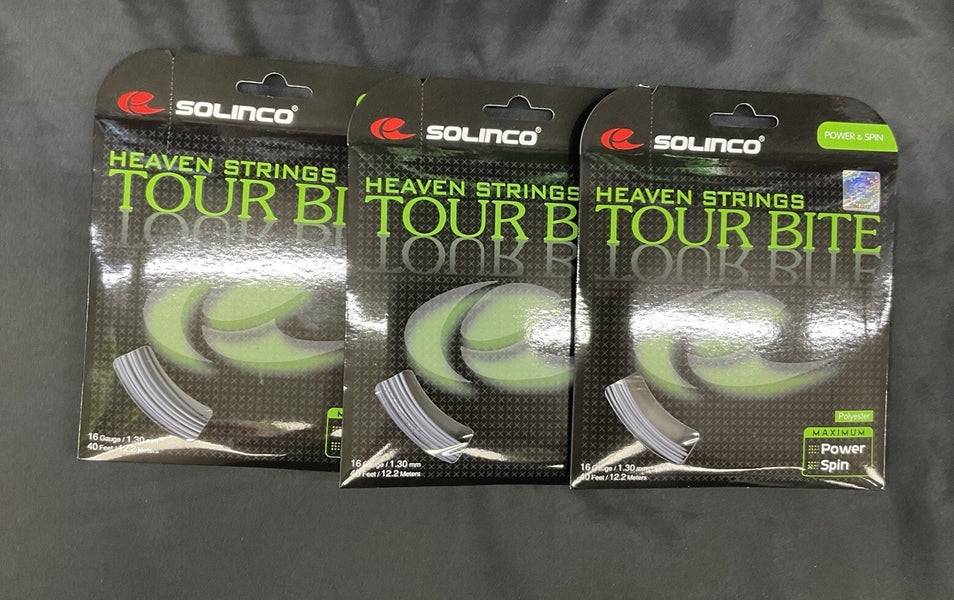 SOLINCO®
HEAVEN STRINGS
TOUR BI
16 Gauge / 1.30 mm
40 Feet / 12.2 Meters
SOLINCO®
HEAVEN STRINGS
TOUR B
16 Gauge / 1.30 mm
40 Feet / 12.2 Meters
SOLINCO®
POWER & SPIN
HEAVEN STRINGS
TOUR BITE
Polyester
MAXIMUM
Power
Spin
16 Gauge / 1.30 mm
40 Feet / 12.2 Meters